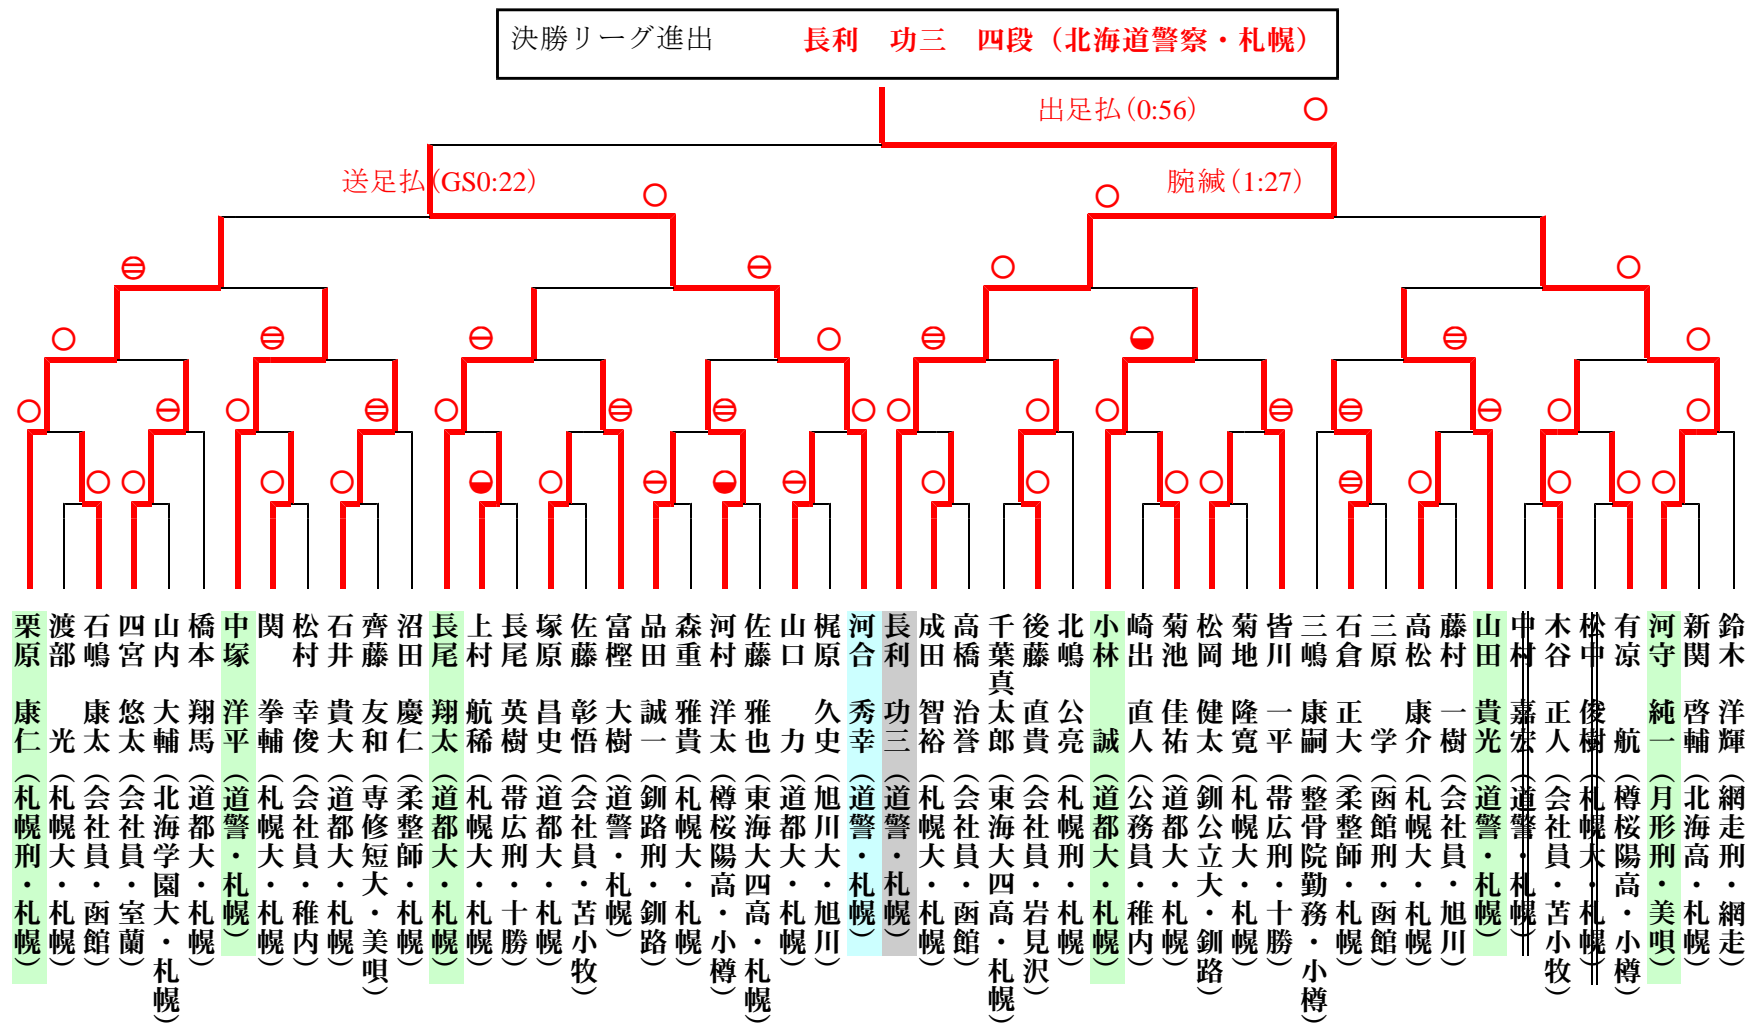 決勝リーグ進出 長利 功三 四段（北海道警察・札幌）
出足払（0:56）
送足払（GS0:22）
腕緘（1:27）
栗原 康仁（札幌刑・札幌）
渡部 光（札幌大・札幌）
石嶋 康太（会社員・函館）
四宮 悠太（会社員・室蘭）
山内 大輔（北海学園大・札幌）
橋本 翔馬（道都大・札幌）
中塚 洋平（道警・札幌）
関 拳輔（札幌大・札幌）
松村 幸俊（会社員・稚内）
石井 貴大（道都大・札幌）
齊藤 友和（専修短大・美唄）
沼田 慶仁（柔整師・札幌）
長尾 翔太（道都大・札幌）
上村 航稀（札幌大・札幌）
長尾 英樹（帯広刑・十勝）
塚原 昌史（道都大・札幌）
佐藤 彰悟（会社員・苫小牧）
富樫 大樹（道警・札幌）
品田 誠一（釧路刑・釧路）
森重 雅貴（札幌大・札幌）
河村 洋太（樽桜陽高・小樽）
佐藤 雅也（東海大四高・札幌）
山口 力（道都大・札幌）
梶原 久史（旭川大・旭川）
河合 秀幸（道警・札幌）
長利 功三（道警・札幌）
成田 智裕（札幌大・札幌）
高橋 治誉（会社員・函館）
千葉真太郎（東海大四高・札幌）
後藤 直貴（会社員・岩見沢）
北嶋 公亮（札幌刑・札幌）
小林 誠（道都大・札幌）
崎出 直人（公務員・稚内）
菊池 佳祐（道都大・札幌）
松岡 健太（釧公立大・釧路）
菊地 隆寛（札幌大・札幌）
皆川 一平（帯広刑・十勝）
三嶋 康嗣（整骨院勤務・小樽）
石倉 正大（柔整師・札幌）
三原 学（函館刑・函館）
高松 康介（札幌大・札幌）
藤村 一樹（会社員・旭川）
山田 貴光（道警・札幌）
中村 嘉宏（道警・札幌）
木谷 正人（会社員・苫小牧）
松中 俊樹（札幌大・札幌）
有凉 航（樽桜陽高・小樽）
河守 純一（月形刑・美唄）
新関 啓輔（北海高・札幌）
鈴木 洋輝（網走刑・網走）